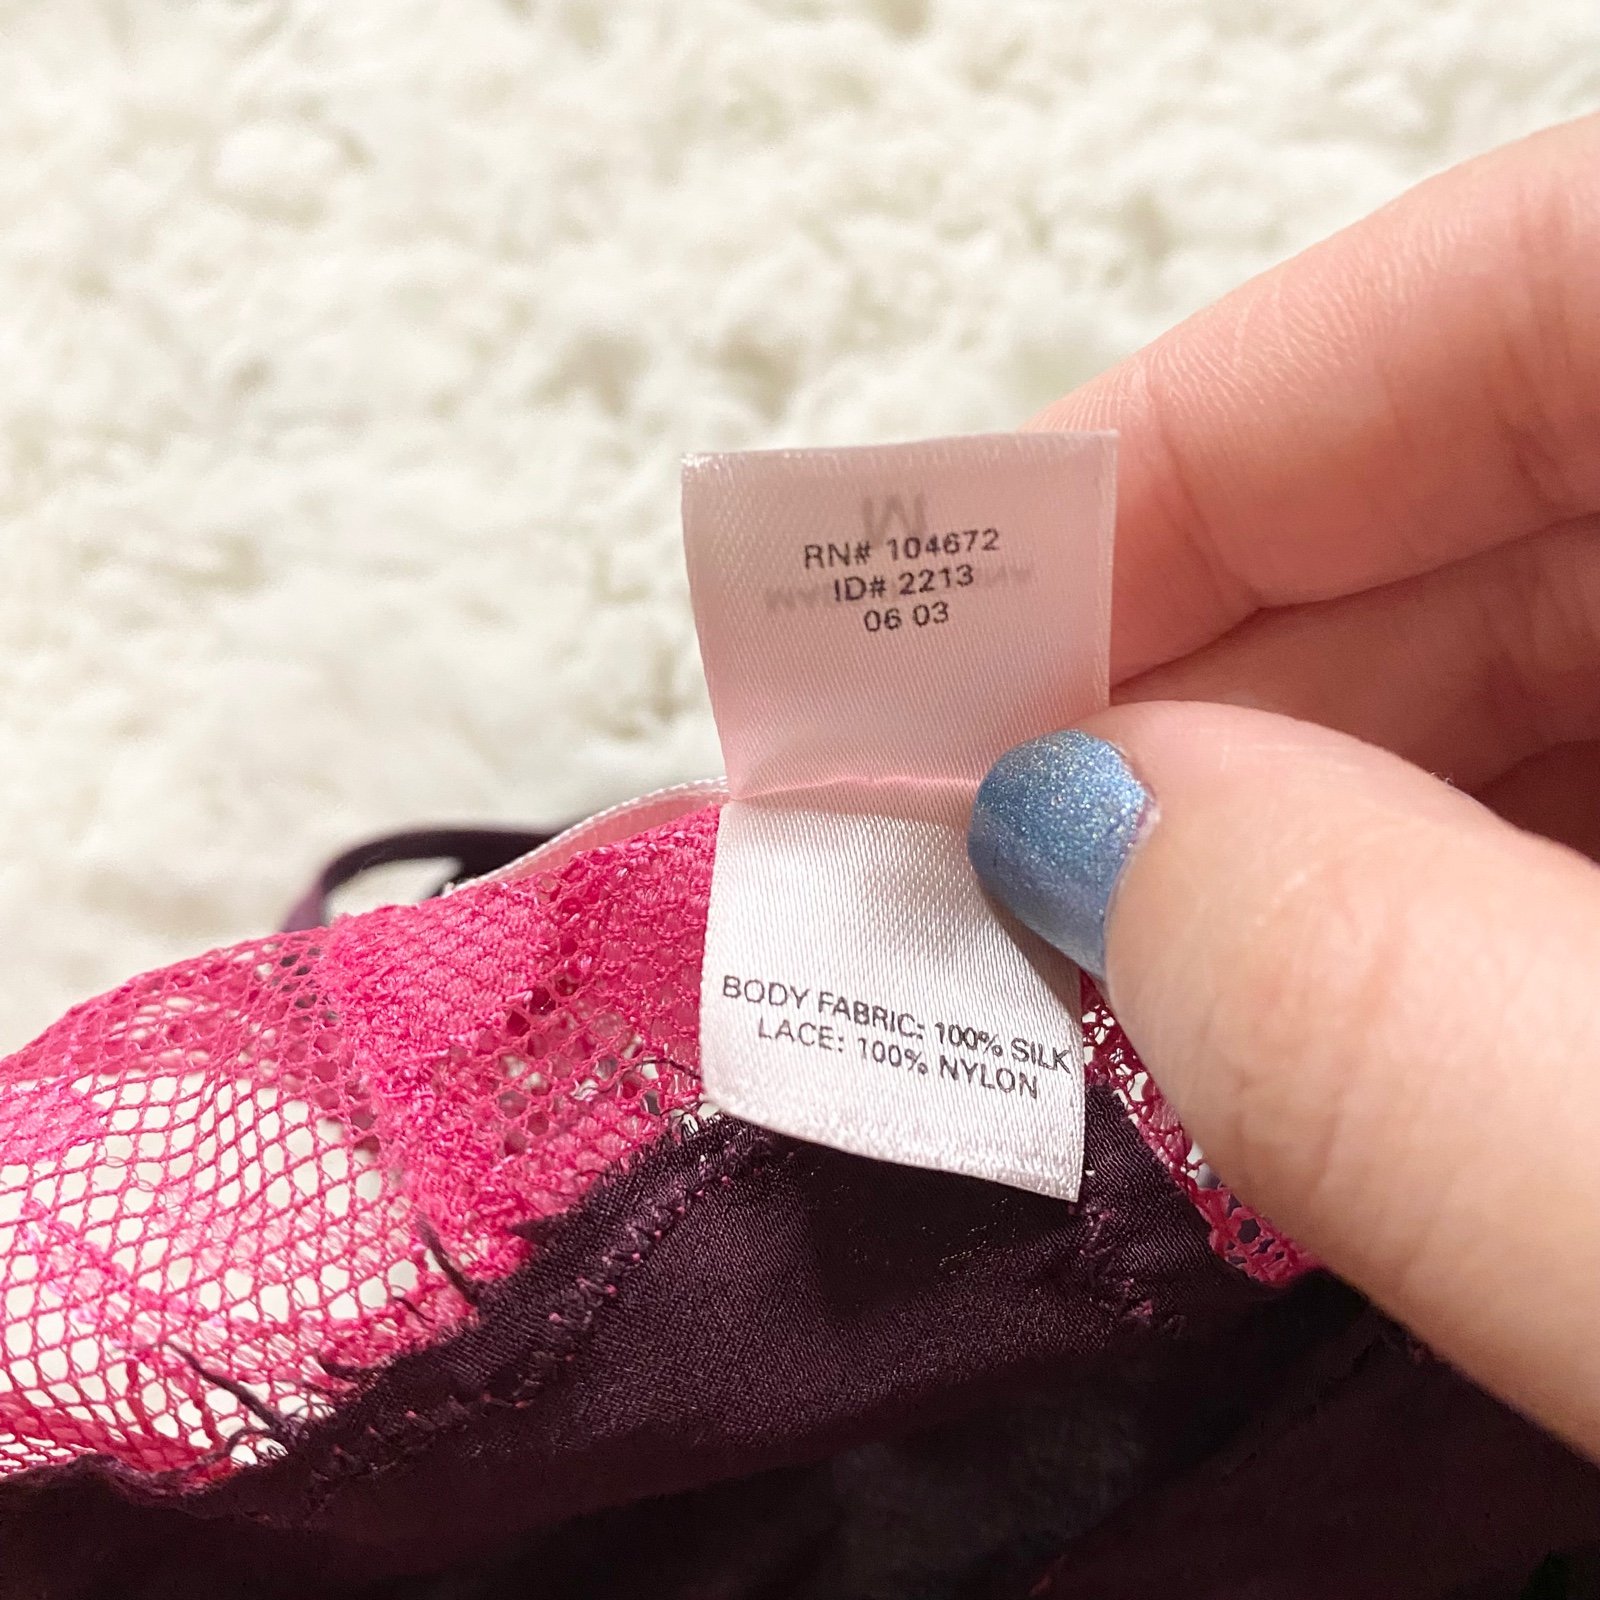 RN# 104672
ID# 2213
06 03
BODY FABRIC: 100% SILK
LACE: 100% NYLON